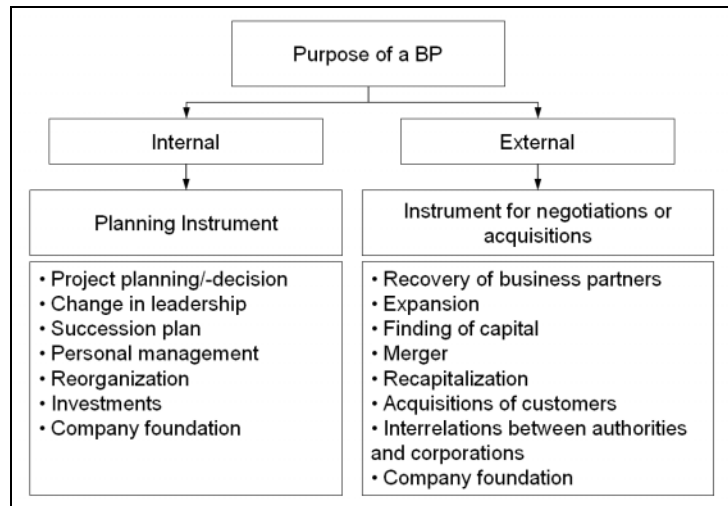 Purpose of a BP
Internal
External
Planning Instrument
Instrument for negotiations or
acquisitions
• Project planning/-decision
• Change in leadership
• Succession plan
• Personal management
• Reorganization
• Investments
• Company foundation
• Recovery of business partners
• Expansion
• Finding of capital
• Merger
• Recapitalization
• Acquisitions of customers
• Interrelations between authorities
and corporations
• Company foundation